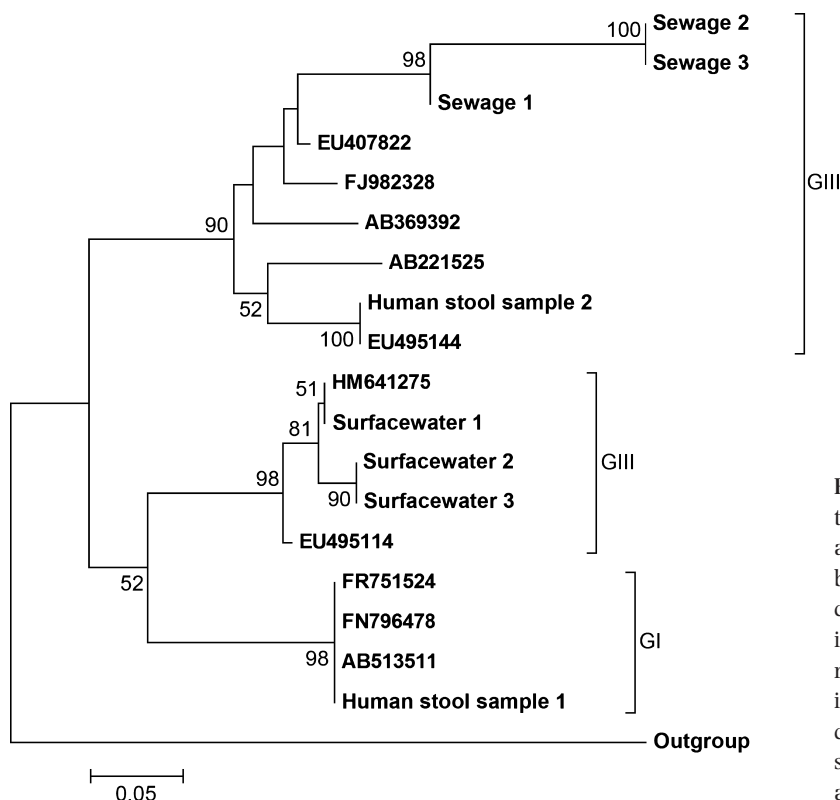 100
Sewage 2
98
Sewage 3
Sewage 1
EU407822
FJ982328
GIII
90
AB369392
AB221525
52
Human stool sample 2
100
EU495144
51
HM641275
81
Surfacewater 1
Surfacewater 2
GIII
98
90
Surfacewater 3
EU495114
52
FR751524
FN796478
GI
98
AB513511
Human stool sample 1
Outgroup
0.05